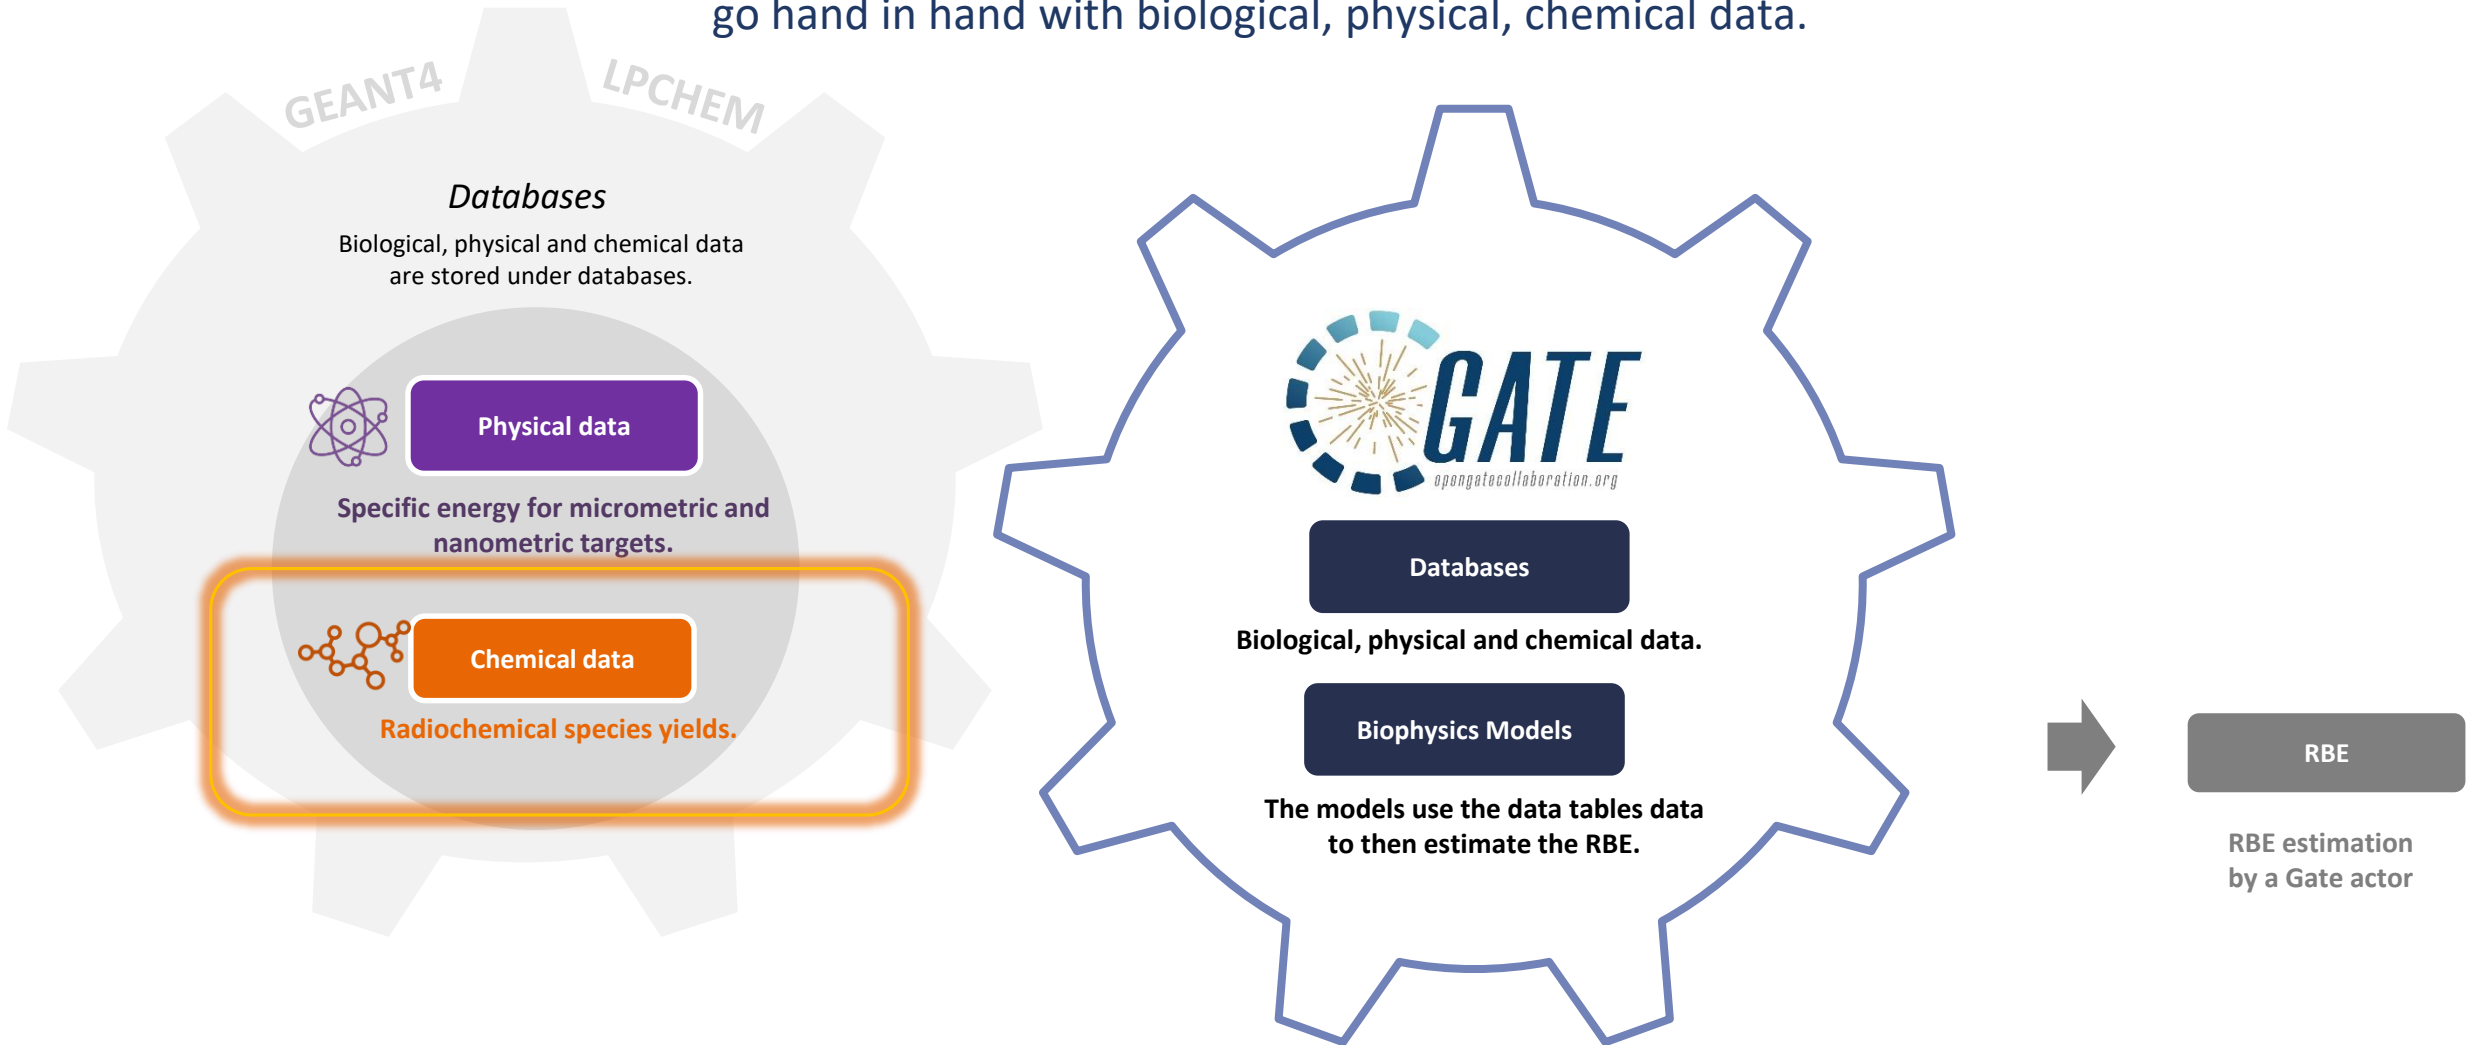 go hand in hand with biological, physical, chemical data.
GEANT4
LPCHEM
Databases
Biological, physical and chemical data
are stored under databases.
Physical data
Specific energy for micrometric and
nanometric targets.
Chemical data
Radiochemical species yields.
GATE
opengatecollaboration.org
Databases
Biological, physical and chemical data.
Biophysics Models
The models use the data tables data
to then estimate the RBE.
RBE
RBE estimation
by a Gate actor